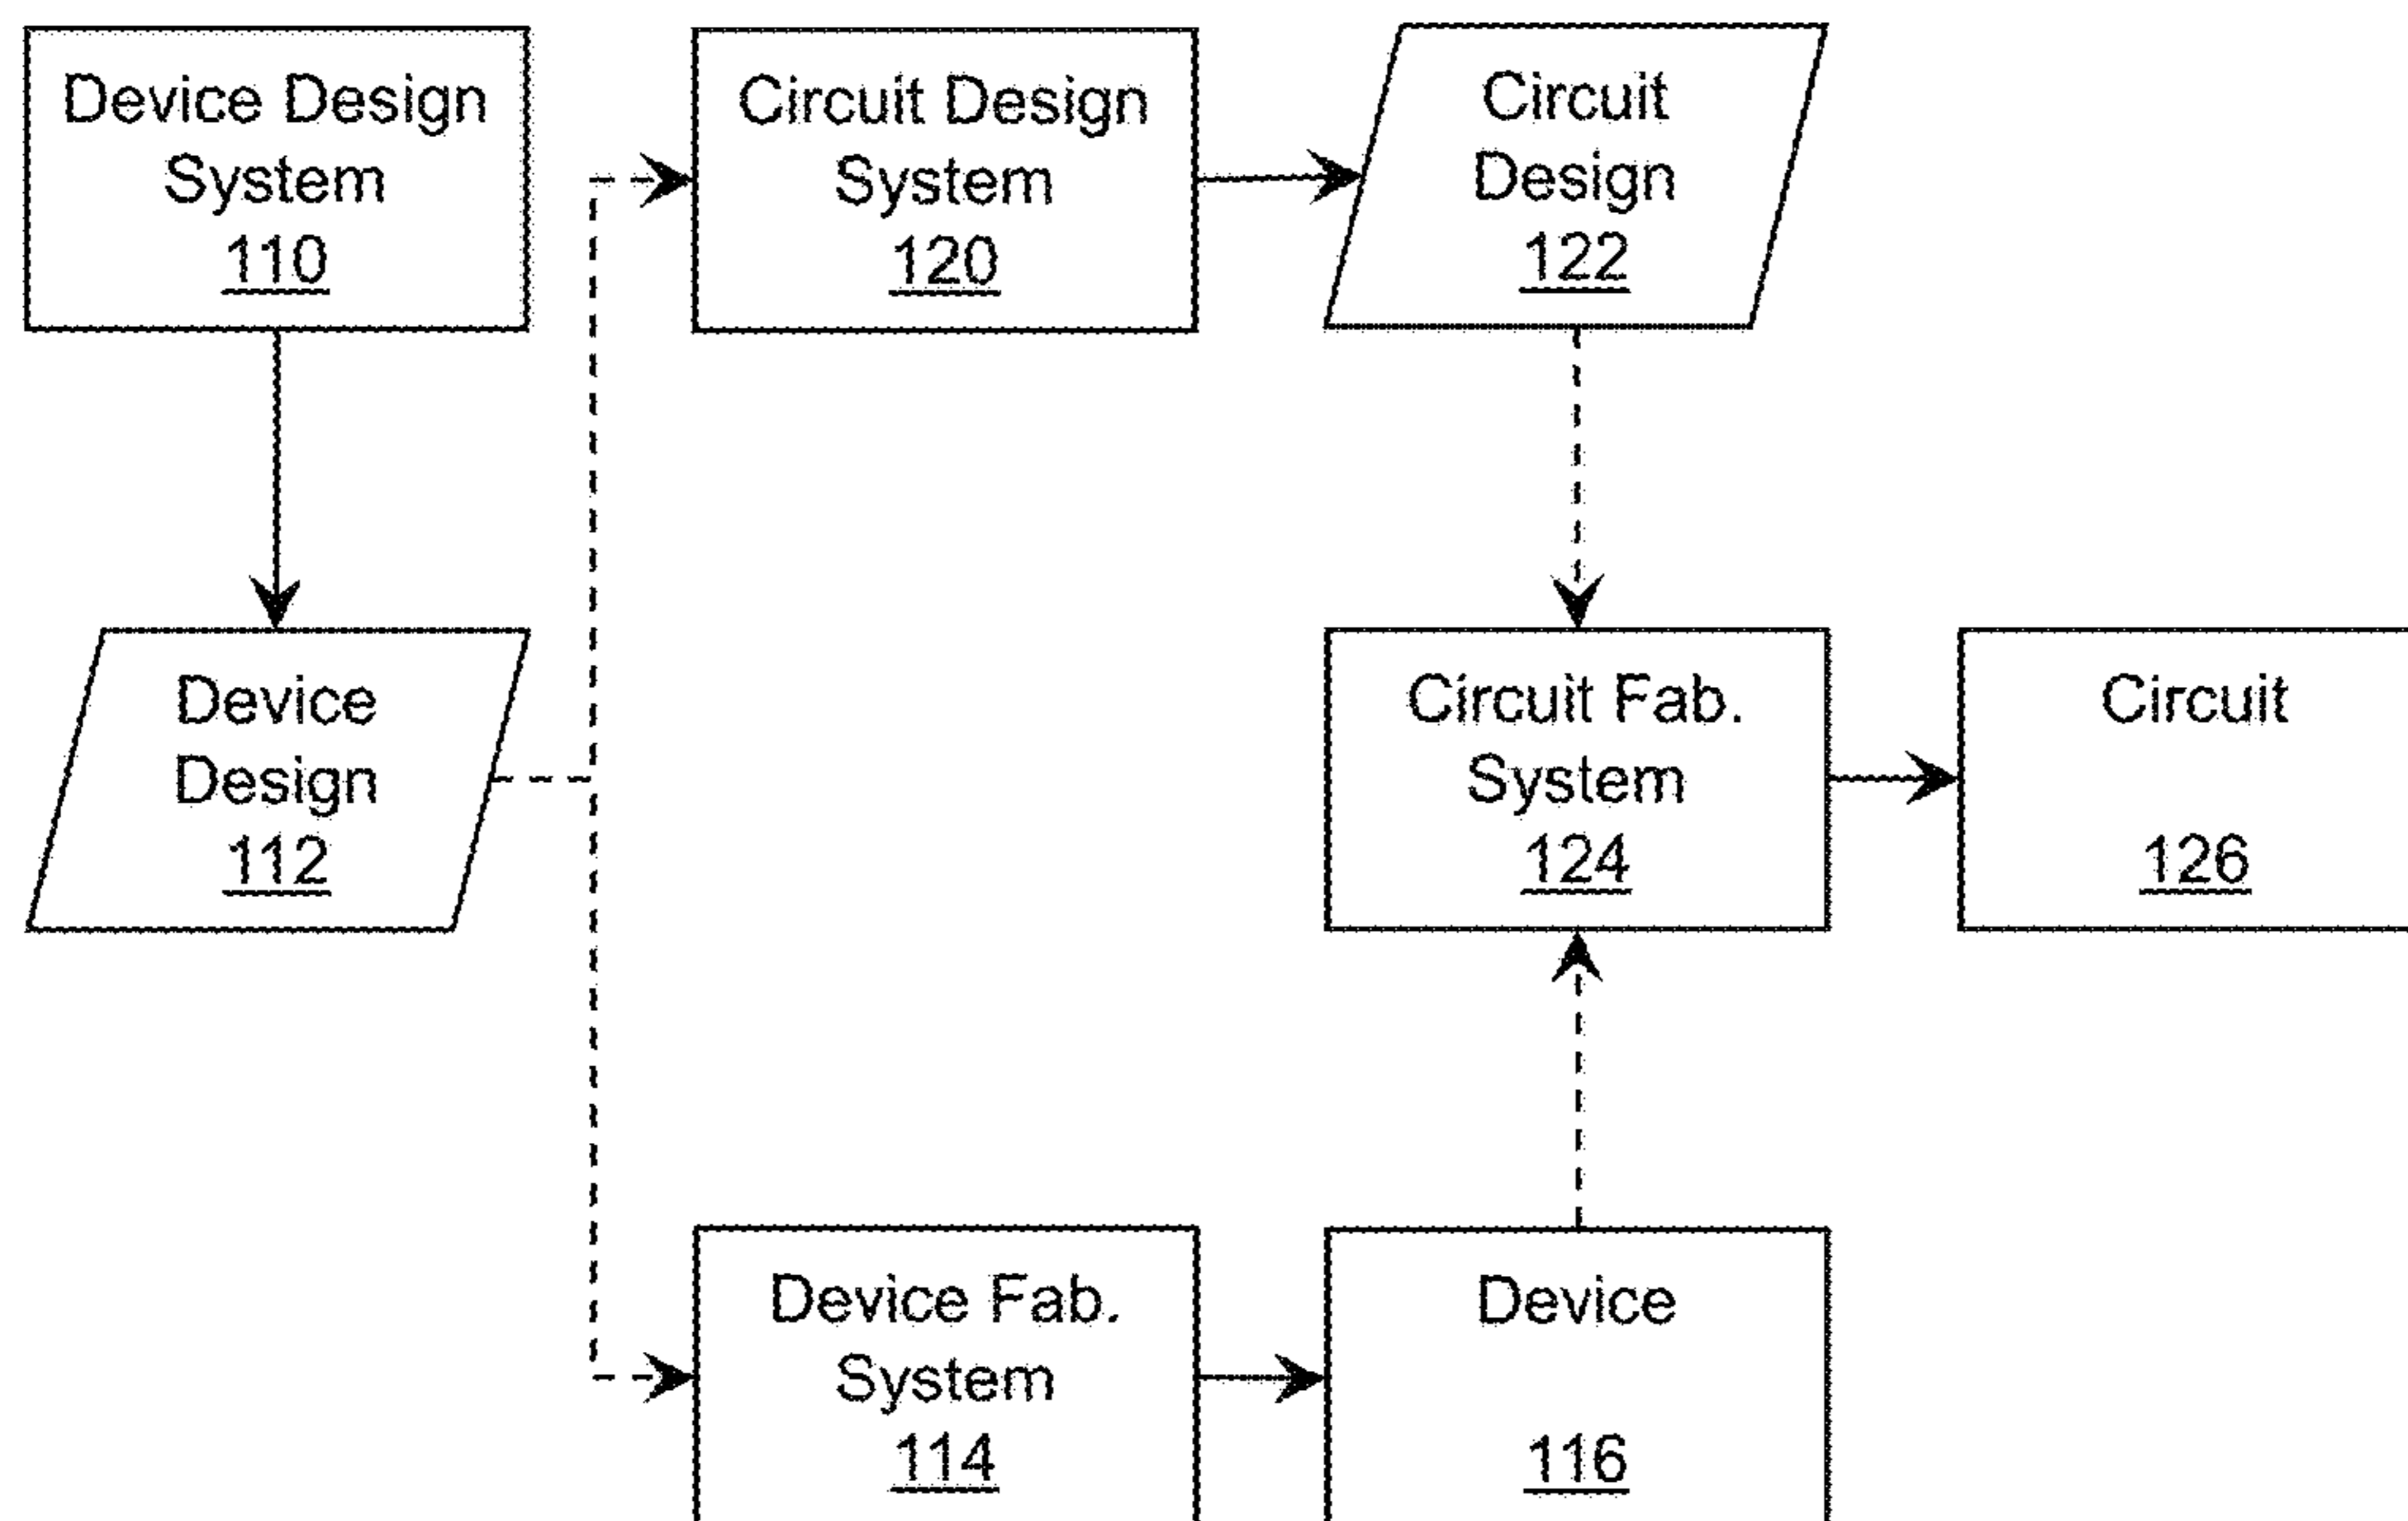 Device Design
System
110
Circuit Design
System
120
Circuit
Design
122
Device
Design
112
Circuit Fab.
System
124
Circuit
126
Device Fab.
System
114
Device
116